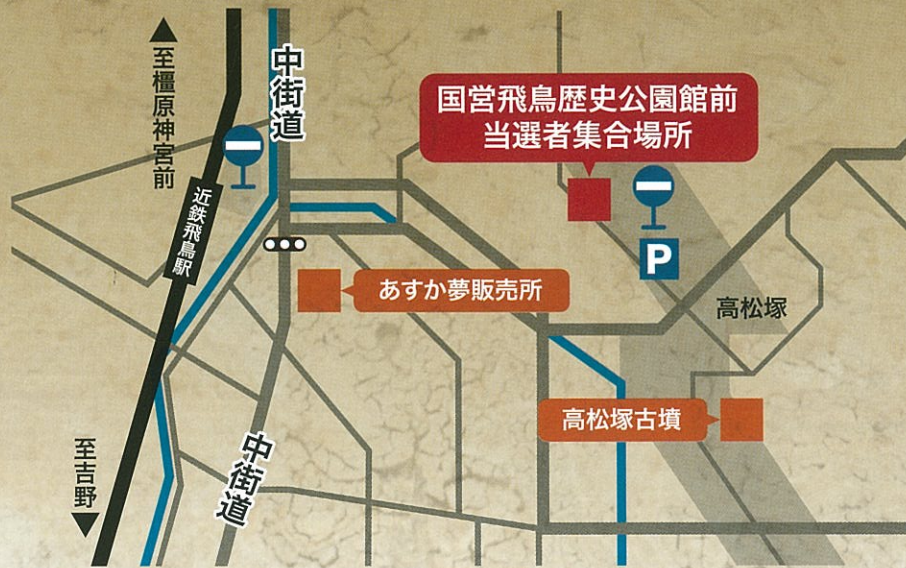 至橿原神宮前
中街道
国営飛鳥歴史公園館前
当選者集合場所
近鉄飛鳥駅
P
あすか夢販売所
高松塚
高松塚古墳
至吉野
中街道